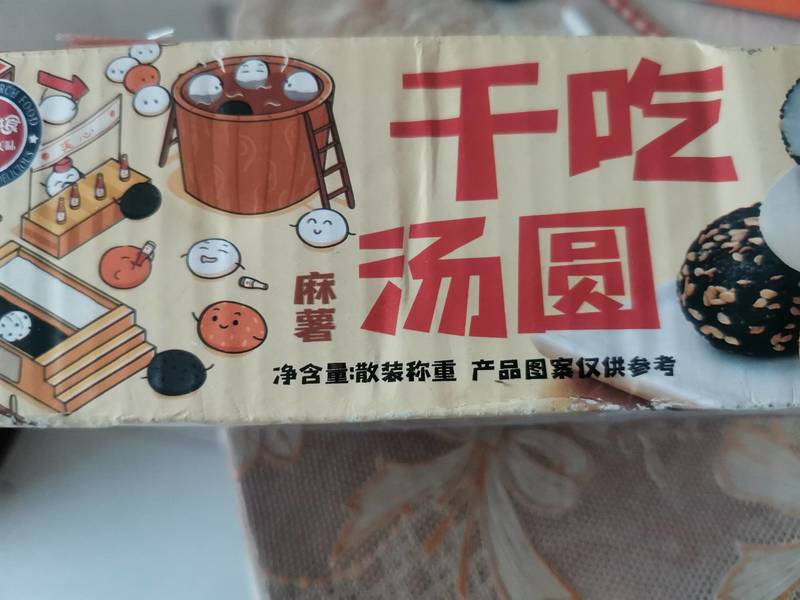 干吃
汤圆
麻薯
净含量:散装称重 产品图案仅供参考